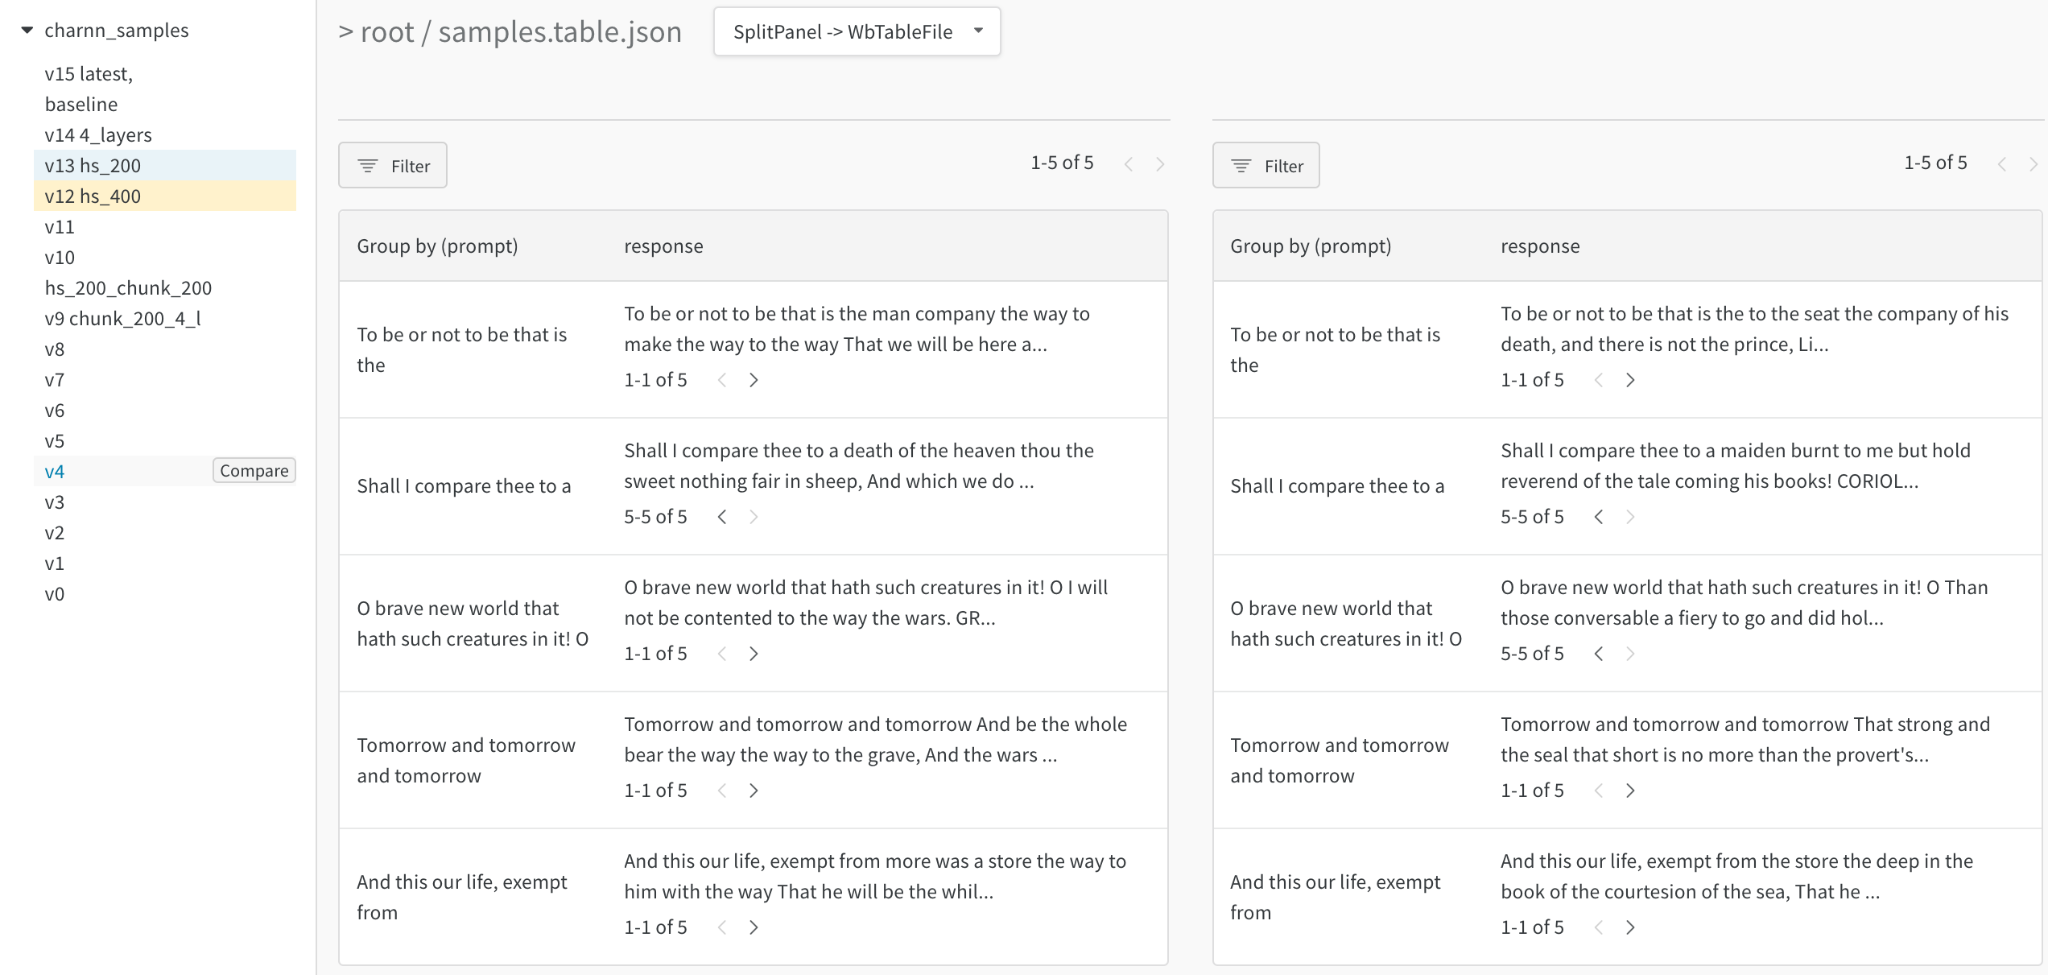 charnn_samples
v15 latest,
baseline
v14 4_layers
v13 hs_200
v12 hs_400
v11
v10
hs_200_chunk_200
v9 chunk_200_4_l
v8
v7
v6
v5
v4 Compare
v3
v2
v1
v0
> root / samples.table.json
SplitPanel -> WbTableFile
Filter
1-5 of 5
Group by (prompt) response
To be or not to be that is
the
To be or not to be that is the man company the way to
make the way to the way That we will be here a...
1-1 of 5
Shall I compare thee to a
Shall I compare thee to a death of the heaven thou the
sweet nothing fair in sheep, And which we do ...
5-5 of 5
O brave new world that
hath such creatures in it! O
O brave new world that hath such creatures in it! O I will
not be contented to the way the wars. GR...
1-1 of 5
Tomorrow and tomorrow
and tomorrow
Tomorrow and tomorrow and tomorrow And be the whole
bear the way the way to the grave, And the wars ...
1-1 of 5
And this our life, exempt
from
And this our life, exempt from more was a store the way to
him with the way That he will be the whil...
1-1 of 5
Filter
1-5 of 5
Group by (prompt) response
To be or not to be that is
the
To be or not to be that is the to the seat the company of his
death, and there is not the prince, Li...
1-1 of 5
Shall I compare thee to a
Shall I compare thee to a maiden burnt to me but hold
reverend of the tale coming his books! CORIOL...
5-5 of 5
O brave new world that
hath such creatures in it! O
O brave new world that hath such creatures in it! O Than
those conversable a fiery to go and did hol...
5-5 of 5
Tomorrow and tomorrow
and tomorrow
Tomorrow and tomorrow and tomorrow That strong and
the seal that short is no more than the provert's...
1-1 of 5
And this our life, exempt
from
And this our life, exempt from the store the deep in the
book of the courtesion of the sea, That he ...
1-1 of 5